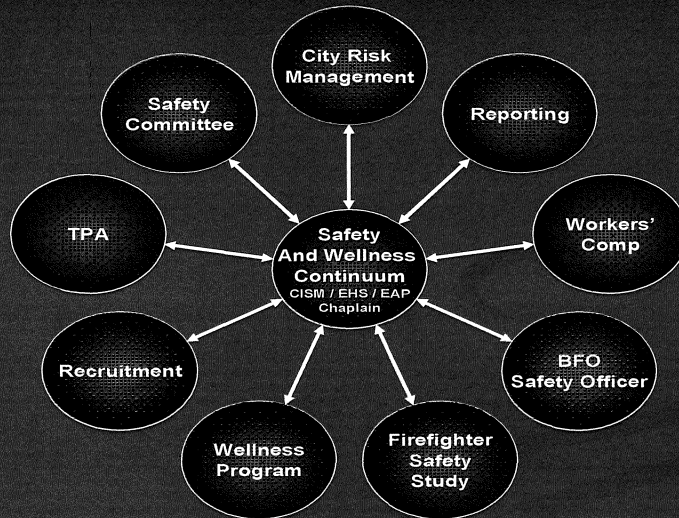 City Risk
Management
Reporting
Workers'
Comp
BFO
Safety Officer
Firefighter
Safety
Study
Wellness
Program
Recruitment
TPA
Safety
Committee
Safety
And Wellness
Continuum
CISM / EHS / EAP
Chaplain